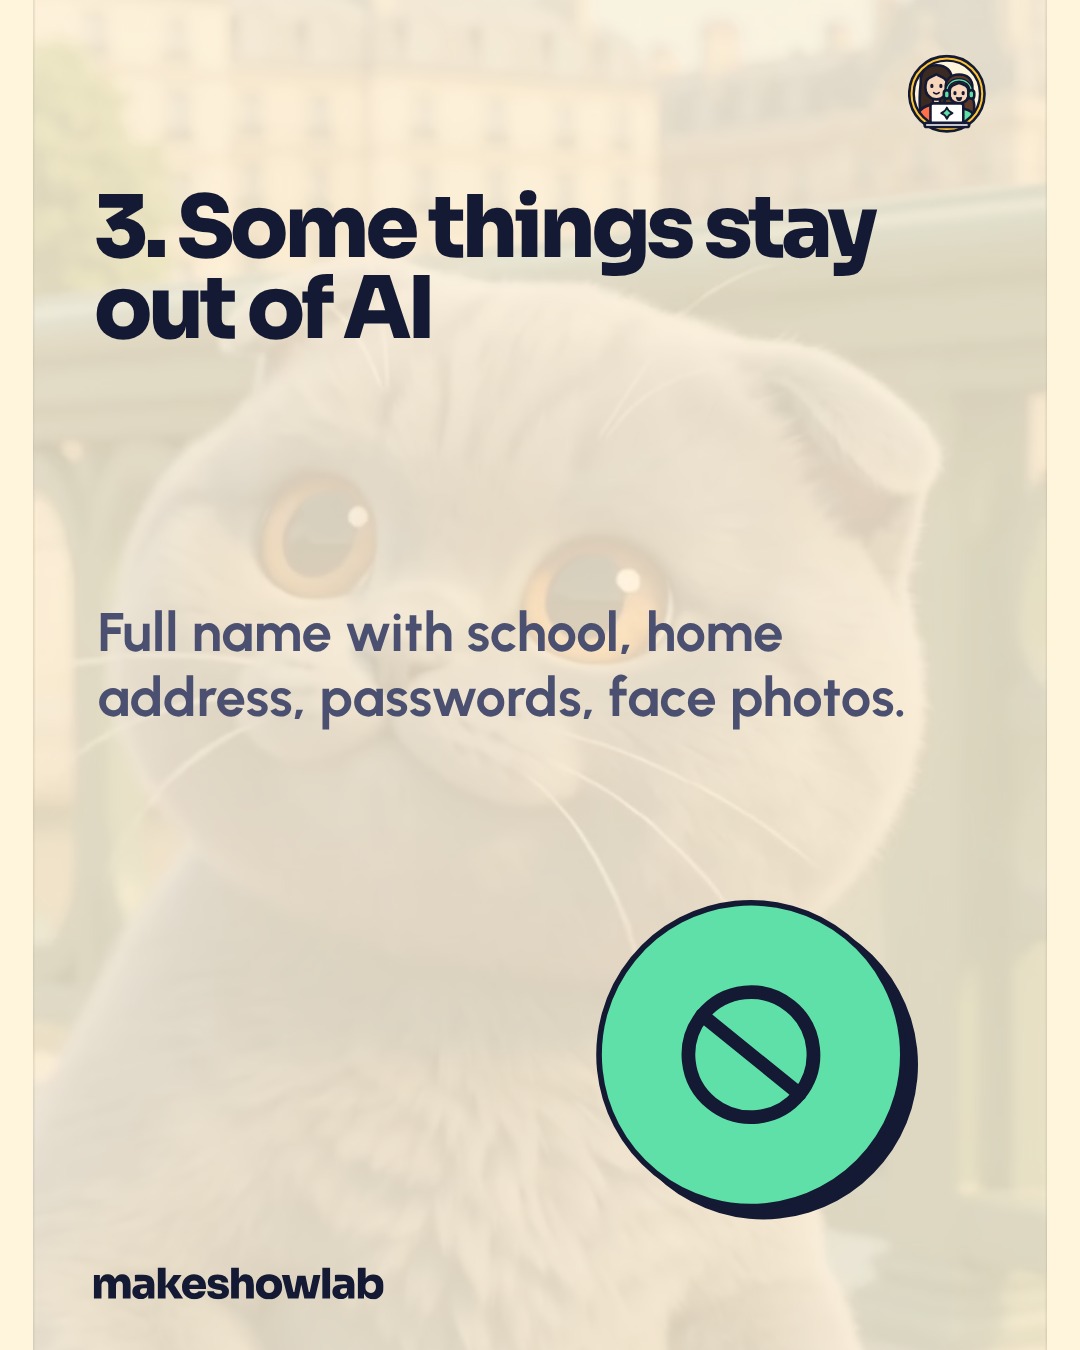 3. Some things stay
out of AI
Full name with school, home
address, passwords, face photos.
makeshowlab